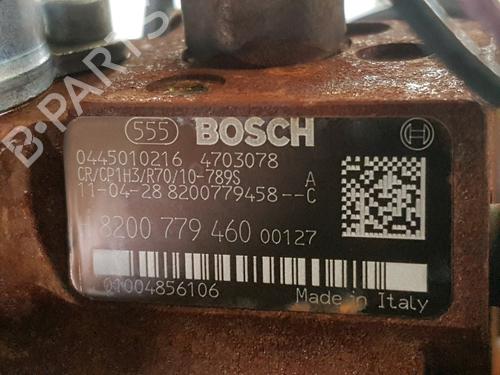 555 BOSCH
0445010216 4703078
CR/CP1H3/R70/10-789S A
11-04-28 8200779458--C
8200 779 460 00127
01004856106 Made in Italy
B-PARTS